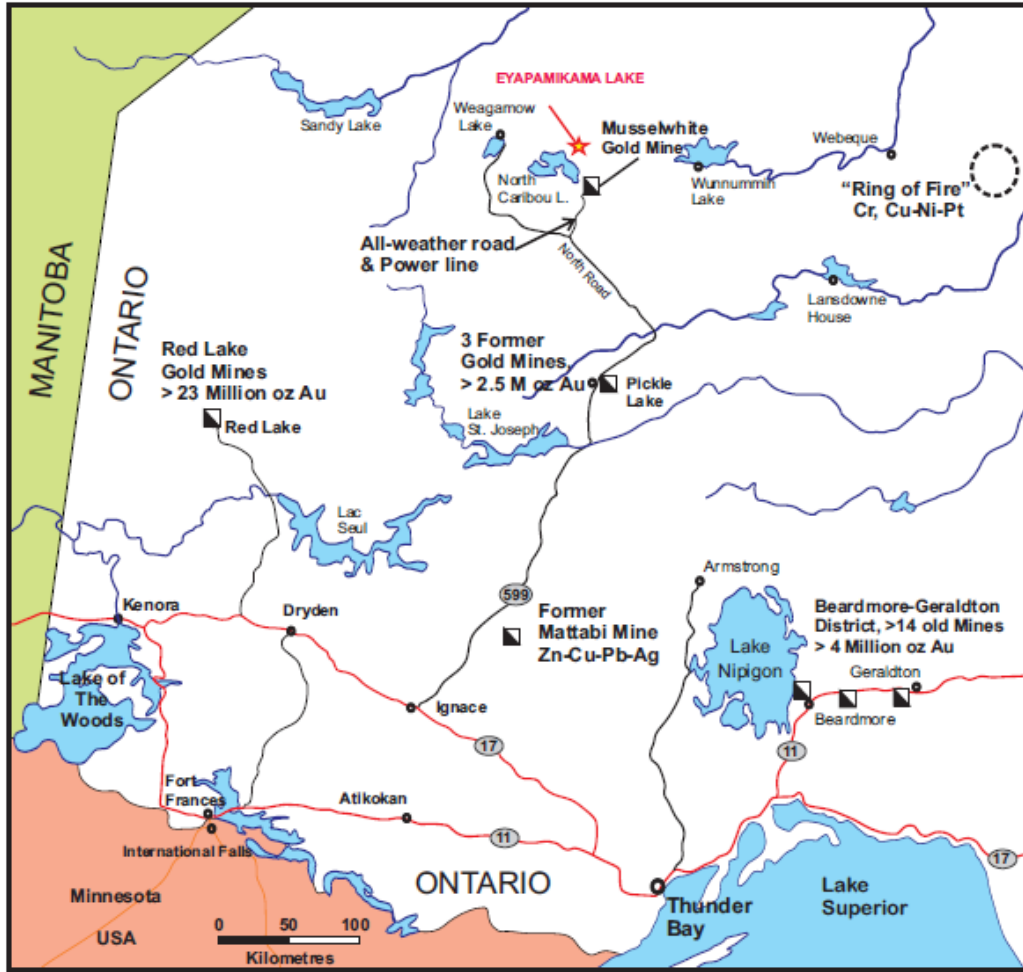 EYAPAMIKAMA LAKE
Weagamow
Lake
Sandy Lake
Musselwhite
Gold Mine
Webeque
North
Caribou L.
Wunnummin
Lake
“Ring of Fire”
Cr, Cu-Ni-Pt
All-weather road
& Power line
North Road
Lansdowne
House
MANITOBA
ONTARIO
Red Lake
Gold Mines
> 23 Million oz Au
Red Lake
3 Former
Gold Mines,
> 2.5 M oz Au
Pickle
Lake
Lake
St. Joseph
Lac
Seul
Armstrong
599
Kenora
Dryden
Former
Mattabi Mine
Zn-Cu-Pb-Ag
Beardmore-Geraldton
District, >14 old Mines
> 4 Million oz Au
Lake
Nipigon
Geraldton
Beardmore
Lake of
The
Woods
Ignace
17
11
Fort
Frances
Atikokan
11
International Falls
17
Minnesota
USA
ONTARIO
Thunder
Bay
Lake
Superior
0 50 100
Kilometres